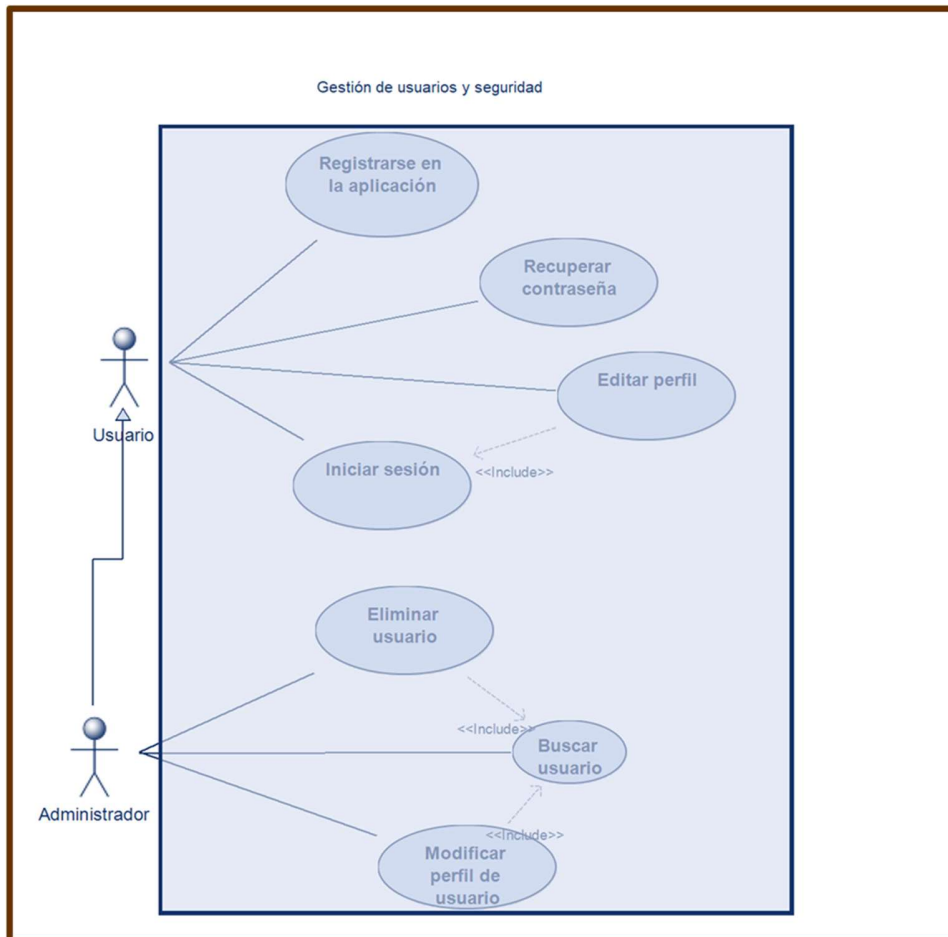 Gestión de usuarios y seguridad
Registrarse en
la aplicación
Recuperar
contraseña
Editar perfil
Usuario
Iniciar sesión
<<Include>>
Eliminar
usuario
<<Include>>
Buscar
usuario
Administrador
<<Include>>
Modificar
perfil de
usuario